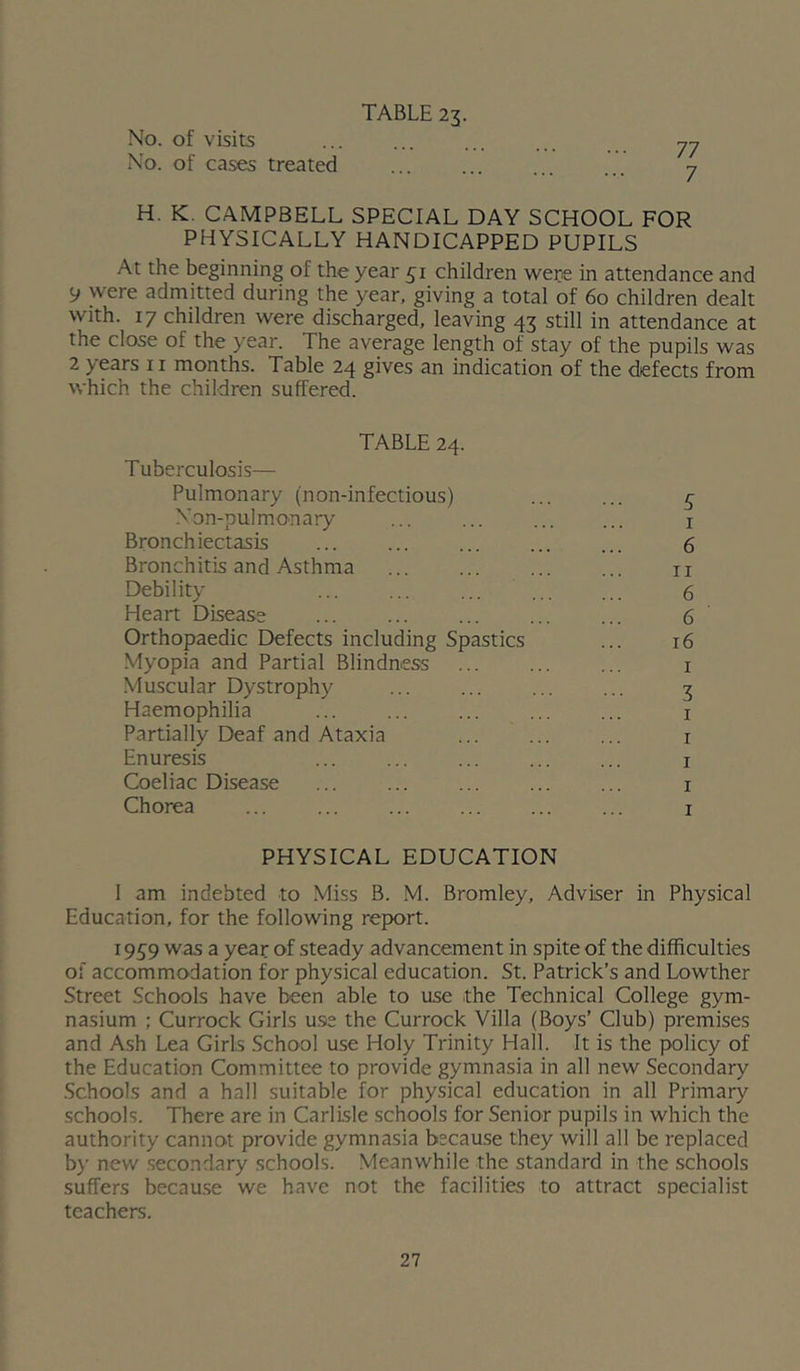 TABLE 23.
No. of visits ... ... ... ... ... 77
No. of cases treated ... ... ... ... 7
H. K. CAMPBELL SPECIAL DAY SCHOOL FOR
PHYSICALLY HANDICAPPED PUPILS
At the beginning of the year 51 children were in attendance and
9 were admitted during the year, giving a total of 60 children dealt
with. 17 children were discharged, leaving 43 still in attendance at
the close of the year. The average length of stay of the pupils was
2 years 11 months. Table 24 gives an indication of the defects from
which the children suffered.
TABLE 24.
Tuberculosis—
Pulmonary (non-infectious) ... ... 5
Non-pulmonary ... ... ... ... 1
Bronchiectasis ... ... ... ... ... 6
Bronchitis and Asthma ... ... ... ... 11
Debility ... ... ... ... ... 6
Heart Disease ... ... ... ... ... 6
Orthopaedic Defects including Spastics ... 16
Myopia and Partial Blindness ... ... ... 1
Muscular Dystrophy ... ... ... ... 3
Haemophilia ... ... ... ... ... 1
Partially Deaf and Ataxia ... ... ... 1
Enuresis ... ... ... ... ... 1
Coeliac Disease ... ... ... ... ... 1
Chorea ... ... ... ... ... ... 1
PHYSICAL EDUCATION
I am indebted to Miss B. M. Bromley, Adviser in Physical
Education, for the following report.
1959 was a year of steady advancement in spite of the difficulties
of accommodation for physical education. St. Patrick's and Lowther
Street Schools have been able to use the Technical College gym-
nasium ; Currock Girls use the Currock Villa (Boys' Club) premises
and Ash Lea Girls School use Holy Trinity Hall. It is the policy of
the Education Committee to provide gymnasia in all new Secondary
Schools and a hall suitable for physical education in all Primary
schools. There are in Carlisle schools for Senior pupils in which the
authority cannot provide gymnasia because they will all be replaced
by new secondary schools. Meanwhile the standard in the schools
suffers because we have not the facilities to attract specialist
teachers.
27